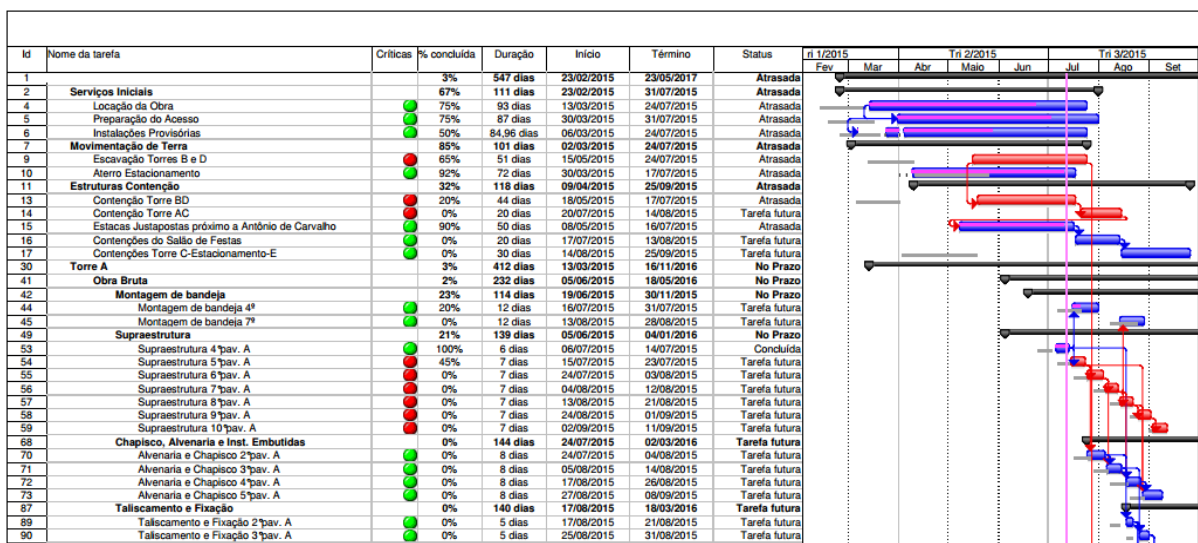 Id Nome da tarefa Críticas % concluída Duração Início Término Status ri 1/2015 Tri 2/2015 Tri 3/2015
Fev Mar Abr Maio Jun Jul Ago Set
1 3% 547 dias 23/02/2015 23/05/2017 Atrasada
2 Serviços Iniciais 67% 111 dias 23/02/2015 31/07/2015 Atrasada
4 Locação da Obra 75% 93 dias 13/03/2015 24/07/2015 Atrasada
5 Preparação do Acesso 75% 87 dias 30/03/2015 31/07/2015 Atrasada
6 Instalações Provisórias 50% 84,96 dias 06/03/2015 24/07/2015 Atrasada
7 Movimentação de Terra 85% 101 dias 02/03/2015 24/07/2015 Atrasada
9 Escavação Torres B e D 65% 51 dias 15/05/2015 24/07/2015 Atrasada
10 Aterro Estacionamento 92% 72 dias 30/03/2015 17/07/2015 Atrasada
11 Estruturas Contenção 32% 118 dias 09/04/2015 25/09/2015 Atrasada
13 Contenção Torre BD 20% 44 dias 18/05/2015 17/07/2015 Atrasada
14 Contenção Torre AC 0% 20 dias 20/07/2015 14/08/2015 Tarefa futura
15 Estacas Justapostas próximo a Antônio de Carvalho 90% 50 dias 08/05/2015 16/07/2015 Atrasada
16 Contenções do Salão de Festas 0% 20 dias 17/07/2015 13/08/2015 Tarefa futura
17 Contenções Torre C-Estacionamento-E 0% 30 dias 14/08/2015 25/09/2015 Tarefa futura
30 Torre A 3% 412 dias 13/03/2015 16/11/2016 No Prazo
41 Obra Bruta 2% 232 dias 05/06/2015 18/05/2016 No Prazo
42 Montagem de bandeja 23% 114 dias 19/06/2015 30/11/2015 No Prazo
44 Montagem de bandeja 4º 20% 12 dias 16/07/2015 31/07/2015 Tarefa futura
45 Montagem de bandeja 7º 0% 12 dias 13/08/2015 28/08/2015 Tarefa futura
49 Supraestrutura 21% 139 dias 05/06/2015 04/01/2016 No Prazo
53 Supraestrutura 4ºpav. A 100% 6 dias 06/07/2015 14/07/2015 Concluída
54 Supraestrutura 5ºpav. A 45% 7 dias 15/07/2015 23/07/2015 Tarefa futura
55 Supraestrutura 6ºpav. A 0% 7 dias 24/07/2015 03/08/2015 Tarefa futura
56 Supraestrutura 7ºpav. A 0% 7 dias 04/08/2015 12/08/2015 Tarefa futura
57 Supraestrutura 8ºpav. A 0% 7 dias 13/08/2015 21/08/2015 Tarefa futura
58 Supraestrutura 9ºpav. A 0% 7 dias 24/08/2015 01/09/2015 Tarefa futura
59 Supraestrutura 10ºpav. A 0% 7 dias 02/09/2015 11/09/2015 Tarefa futura
68 Chapisco, Alvenaria e Inst. Embutidas 0% 144 dias 24/07/2015 02/03/2016 Tarefa futura
70 Alvenaria e Chapisco 2ºpav. A 0% 8 dias 24/07/2015 04/08/2015 Tarefa futura
71 Alvenaria e Chapisco 3ºpav. A 0% 8 dias 05/08/2015 14/08/2015 Tarefa futura
72 Alvenaria e Chapisco 4ºpav. A 0% 8 dias 17/08/2015 26/08/2015 Tarefa futura
73 Alvenaria e Chapisco 5ºpav. A 0% 8 dias 27/08/2015 08/09/2015 Tarefa futura
87 Taliscamento e Fixação 0% 140 dias 17/08/2015 18/03/2016 Tarefa futura
89 Taliscamento e Fixação 2ºpav. A 0% 5 dias 17/08/2015 21/08/2015 Tarefa futura
90 Taliscamento e Fixação 3ºpav. A 0% 5 dias 25/08/2015 31/08/2015 Tarefa futura